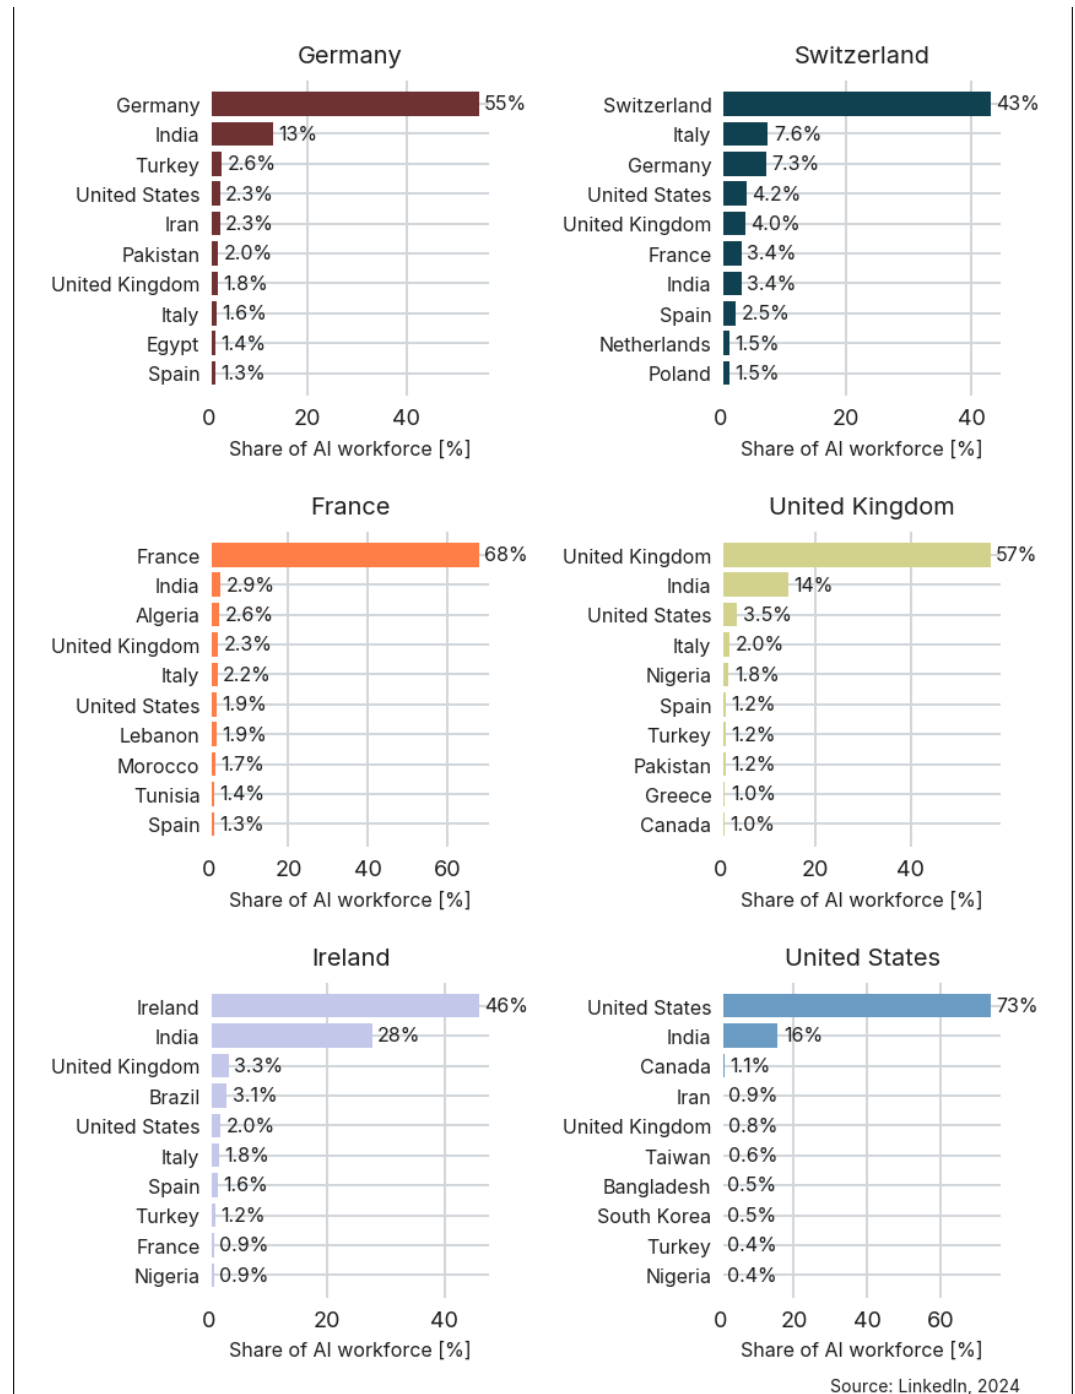 Germany
Germany 55%
India 13%
Turkey 2.6%
United States 2.3%
Iran 2.3%
Pakistan 2.0%
United Kingdom 1.8%
Italy 1.6%
Egypt 1.4%
Spain 1.3%
0 20 40
Share of AI workforce [%]
Switzerland
Switzerland 43%
Italy 7.6%
Germany 7.3%
United States 4.2%
United Kingdom 4.0%
France 3.4%
India 3.4%
Spain 2.5%
Netherlands 1.5%
Poland 1.5%
0 20 40
Share of AI workforce [%]
France
France 68%
India 2.9%
Algeria 2.6%
United Kingdom 2.3%
Italy 2.2%
United States 1.9%
Lebanon 1.9%
Morocco 1.7%
Tunisia 1.4%
Spain 1.3%
0 20 40 60
Share of AI workforce [%]
United Kingdom
United Kingdom 57%
India 14%
United States 3.5%
Italy 2.0%
Nigeria 1.8%
Spain 1.2%
Turkey 1.2%
Pakistan 1.2%
Greece 1.0%
Canada 1.0%
0 20 40
Share of AI workforce [%]
Ireland
Ireland 46%
India 28%
United Kingdom 3.3%
Brazil 3.1%
United States 2.0%
Italy 1.8%
Spain 1.6%
Turkey 1.2%
France 0.9%
Nigeria 0.9%
0 20 40
Share of AI workforce [%]
United States
United States 73%
India 16%
Canada 1.1%
Iran 0.9%
United Kingdom 0.8%
Taiwan 0.6%
Bangladesh 0.5%
South Korea 0.5%
Turkey 0.4%
Nigeria 0.4%
0 20 40 60
Share of AI workforce [%]
Source: LinkedIn, 2024